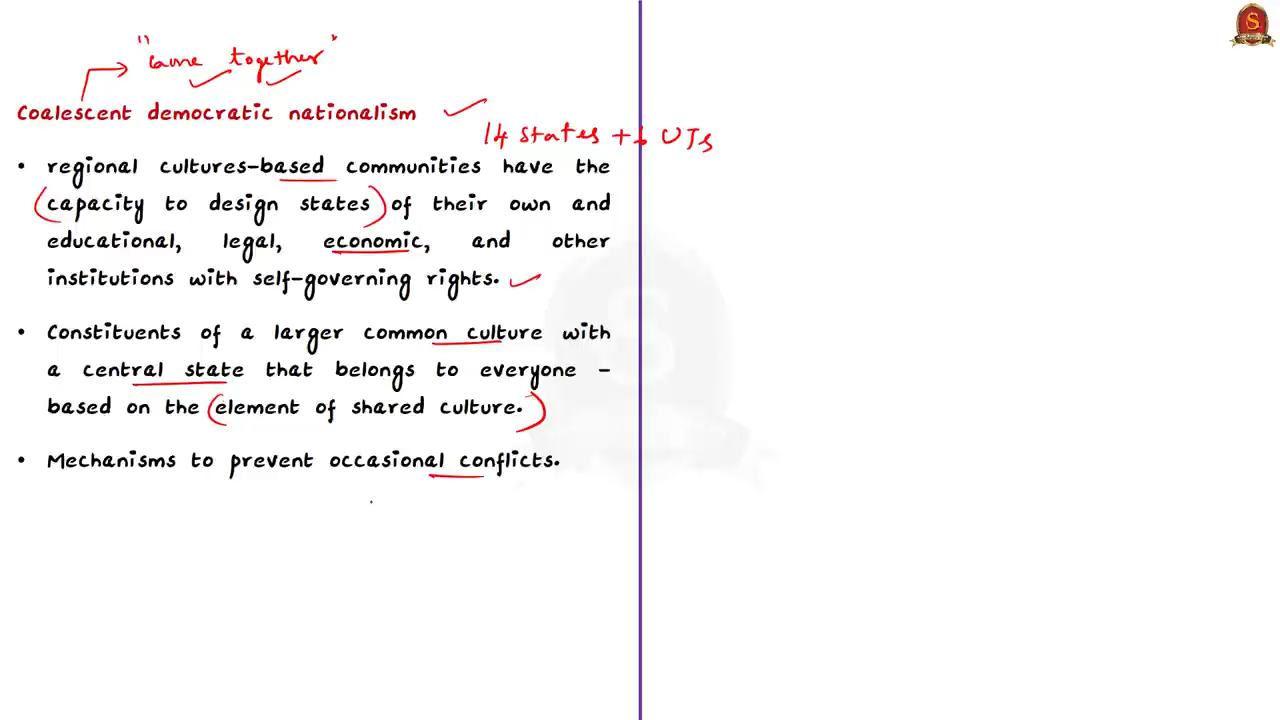 "Came together"
Coalescent democratic nationalism
14 states + 6 UTs
• regional cultures-based communities have the
capacity to design states of their own and
educational, legal, economic, and other
institutions with self-governing rights.
• Constituents of a larger common culture with
a central state that belongs to everyone –
based on the element of shared culture.
• Mechanisms to prevent occasional conflicts.
S